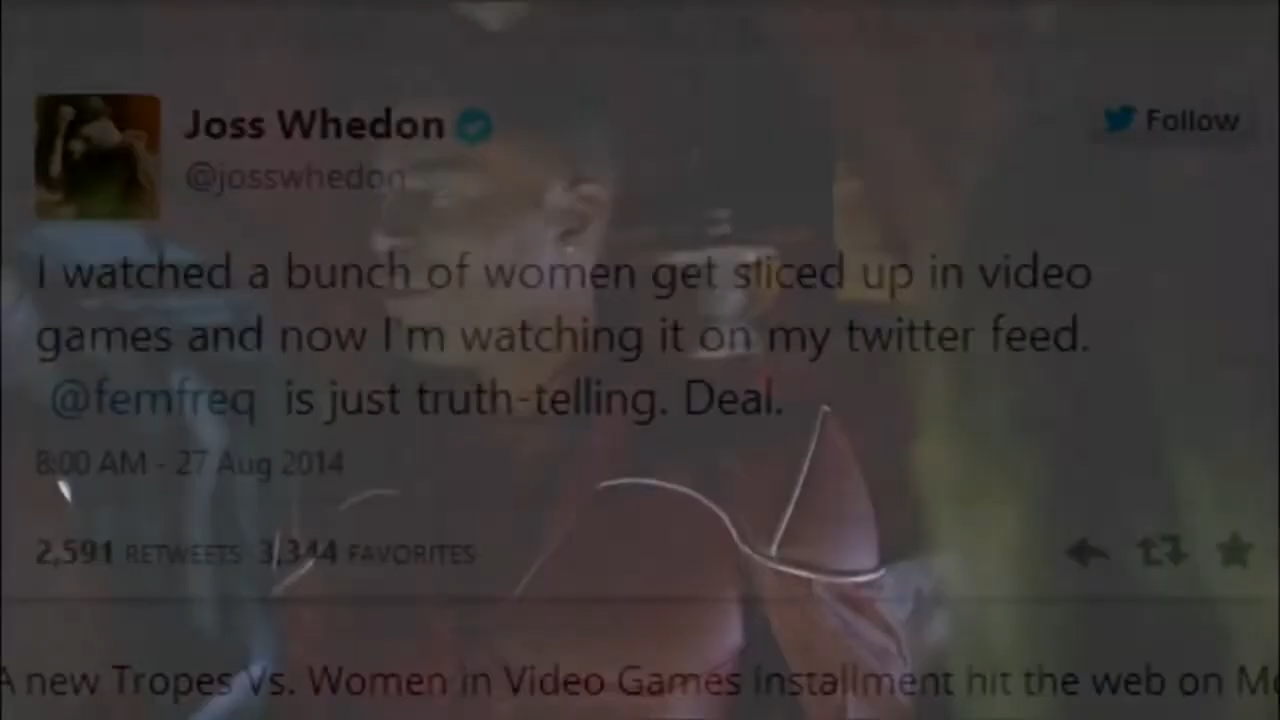 Joss Whedon
Follow
@josswhedon
I watched a bunch of women get sliced up in video
games and now I'm watching it on my twitter feed.
@femfreq is just truth-telling. Deal.
8:00 AM - 27 Aug 2014
2,591 RETWEETS 3,344 FAVORITES
A new Tropes Vs. Women in Video Games installment hit the web on